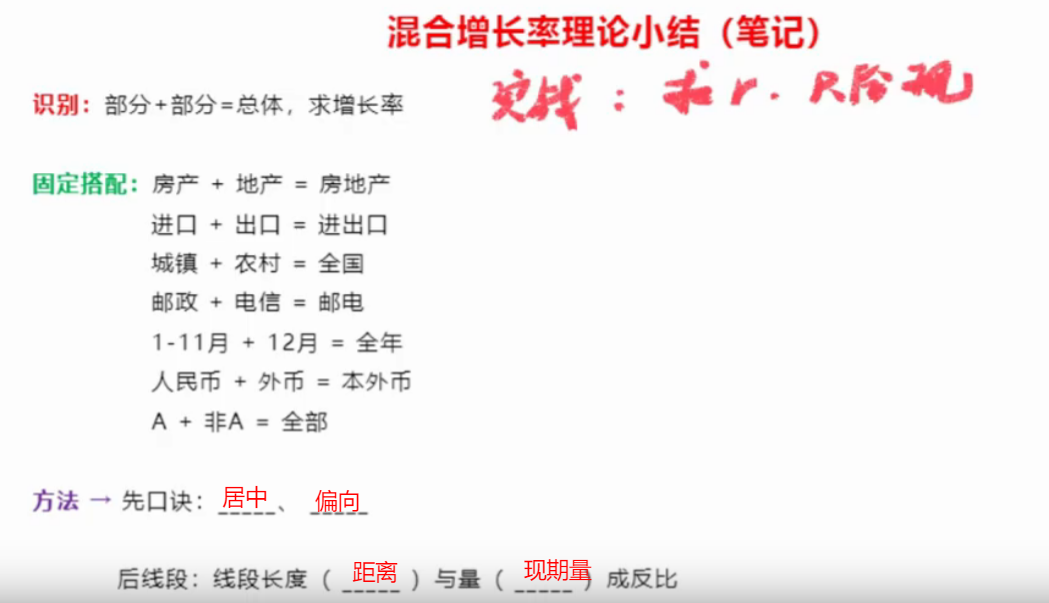 混合增长率理论小结（笔记）
实战：求r. R给现
识别：部分+部分=总体，求增长率
固定搭配：房产 + 地产 = 房地产
进口 + 出口 = 进出口
城镇 + 农村 = 全国
邮政 + 电信 = 邮电
1-11月 + 12月 = 全年
人民币 + 外币 = 本外币
A + 非A = 全部
方法 → 先口诀：居中、偏向
后线段：线段长度（距离）与量（现期量）成反比